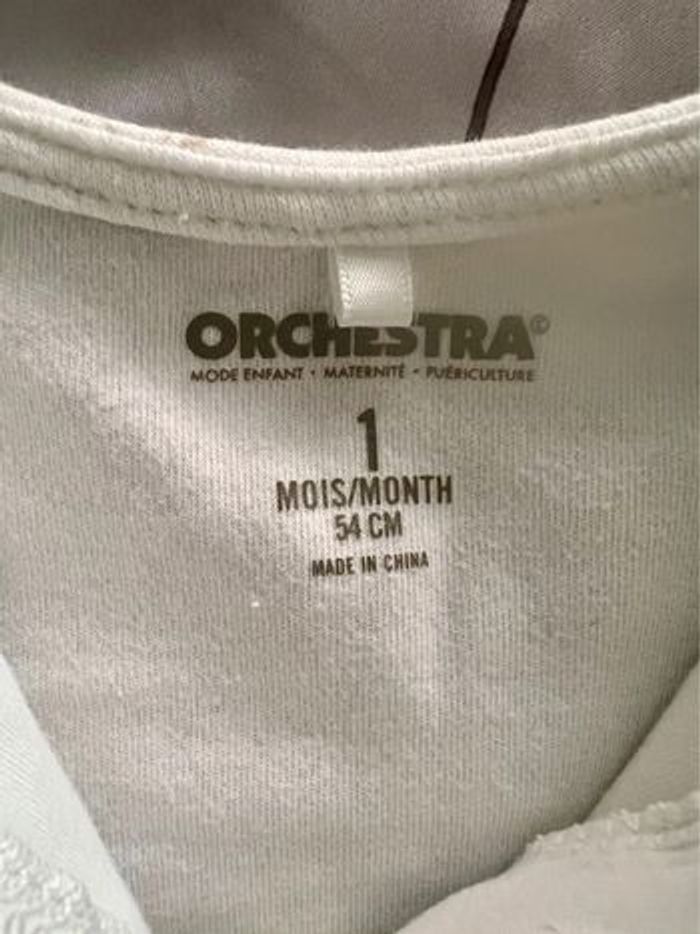 ORCHESTRA©
MODE ENFANT • MATERNITÉ • PUÉRICULTURE
1
MOIS/MONTH
54 CM
MADE IN CHINA